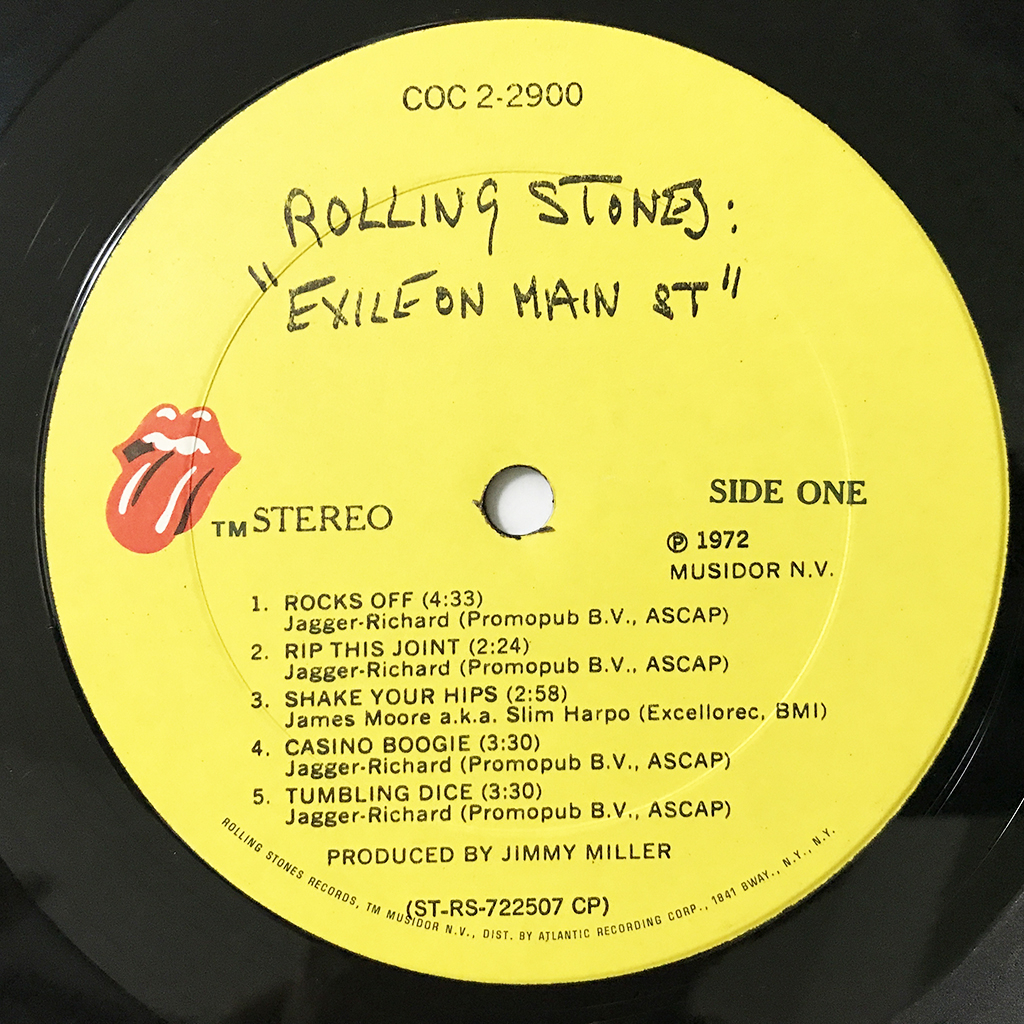 COC 2-2900
ROLLING STONES:
"EXILE ON MAIN ST"
TM STEREO
SIDE ONE
℗ 1972
MUSIDOR N.V.
1. ROCKS OFF (4:33)
Jagger-Richard (Promopub B.V., ASCAP)
2. RIP THIS JOINT (2:24)
Jagger-Richard (Promopub B.V., ASCAP)
3. SHAKE YOUR HIPS (2:58)
James Moore a.k.a. Slim Harpo (Excellorec, BMI)
4. CASINO BOOGIE (3:30)
Jagger-Richard (Promopub B.V., ASCAP)
5. TUMBLING DICE (3:30)
Jagger-Richard (Promopub B.V., ASCAP)
PRODUCED BY JIMMY MILLER
(ST-RS-722507 CP)
ROLLING STONES RECORDS, TM MUSIDOR N.V., DIST. BY ATLANTIC RECORDING CORP., 1841 BWAY., N.Y., N.Y.